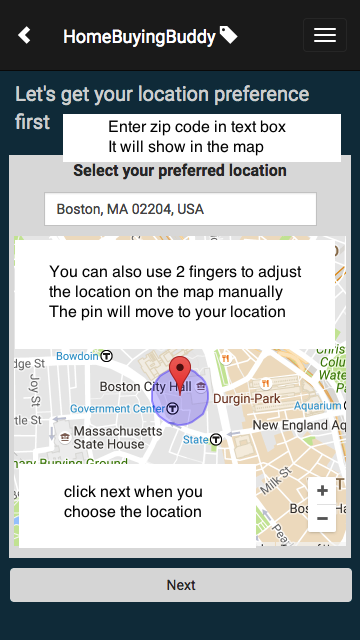 HomeBuyingBuddy
Let's get your location preference
first
Enter zip code in text box
It will show in the map
Select your preferred location
Boston, MA 02204, USA
You can also use 2 fingers to adjust
the location on the map manually
The pin will move to your location
Bowdoin
Joy St
Boston City Hall
Durgin-Park
Aquarium
Government Center
New England Aq
Massachusetts
State House
State
Milk St
click next when you
choose the location
+
−
Next